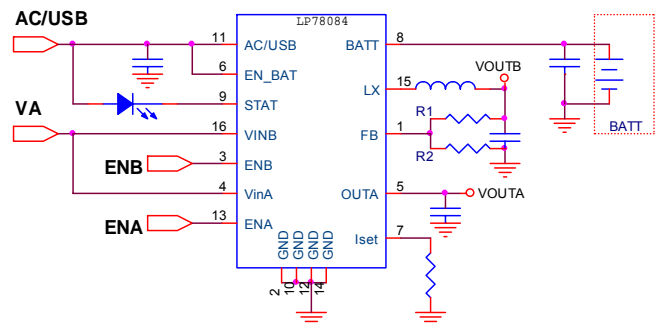 LP78084
AC/USB
11 AC/USB BATT 8
6 EN_BAT
VOUTB
LX 15
9 STAT
R1
VA
16 VINB FB 1
R2
BATT
ENB 3 ENB
4 VinA OUTA 5 VOUTA
ENA 13 ENA
Iset 7
GND GND GND GND
2 10 12 14